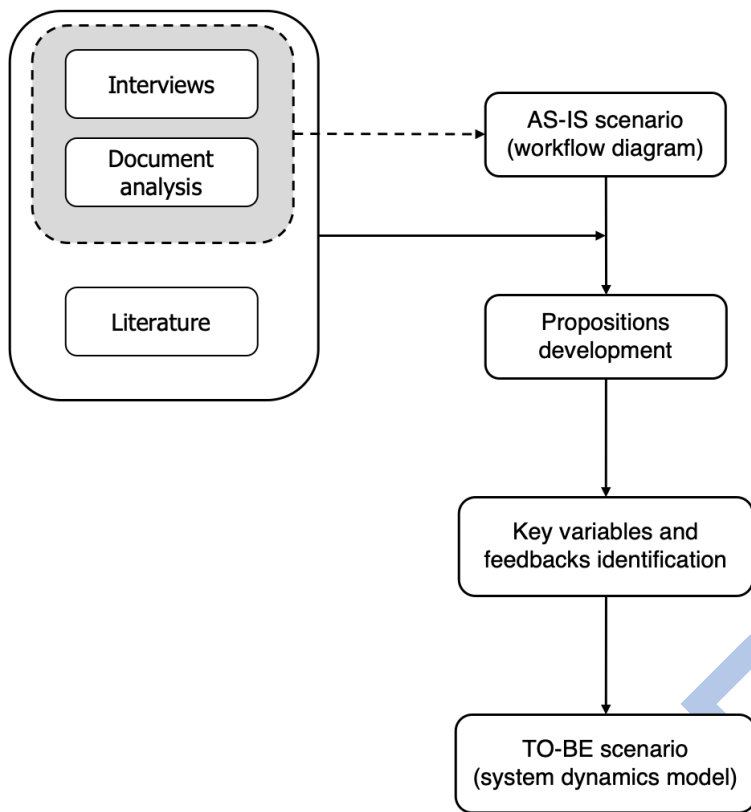 Interviews
Document
analysis
Literature
AS-IS scenario
(workflow diagram)
Propositions
development
Key variables and
feedbacks identification
TO-BE scenario
(system dynamics model)